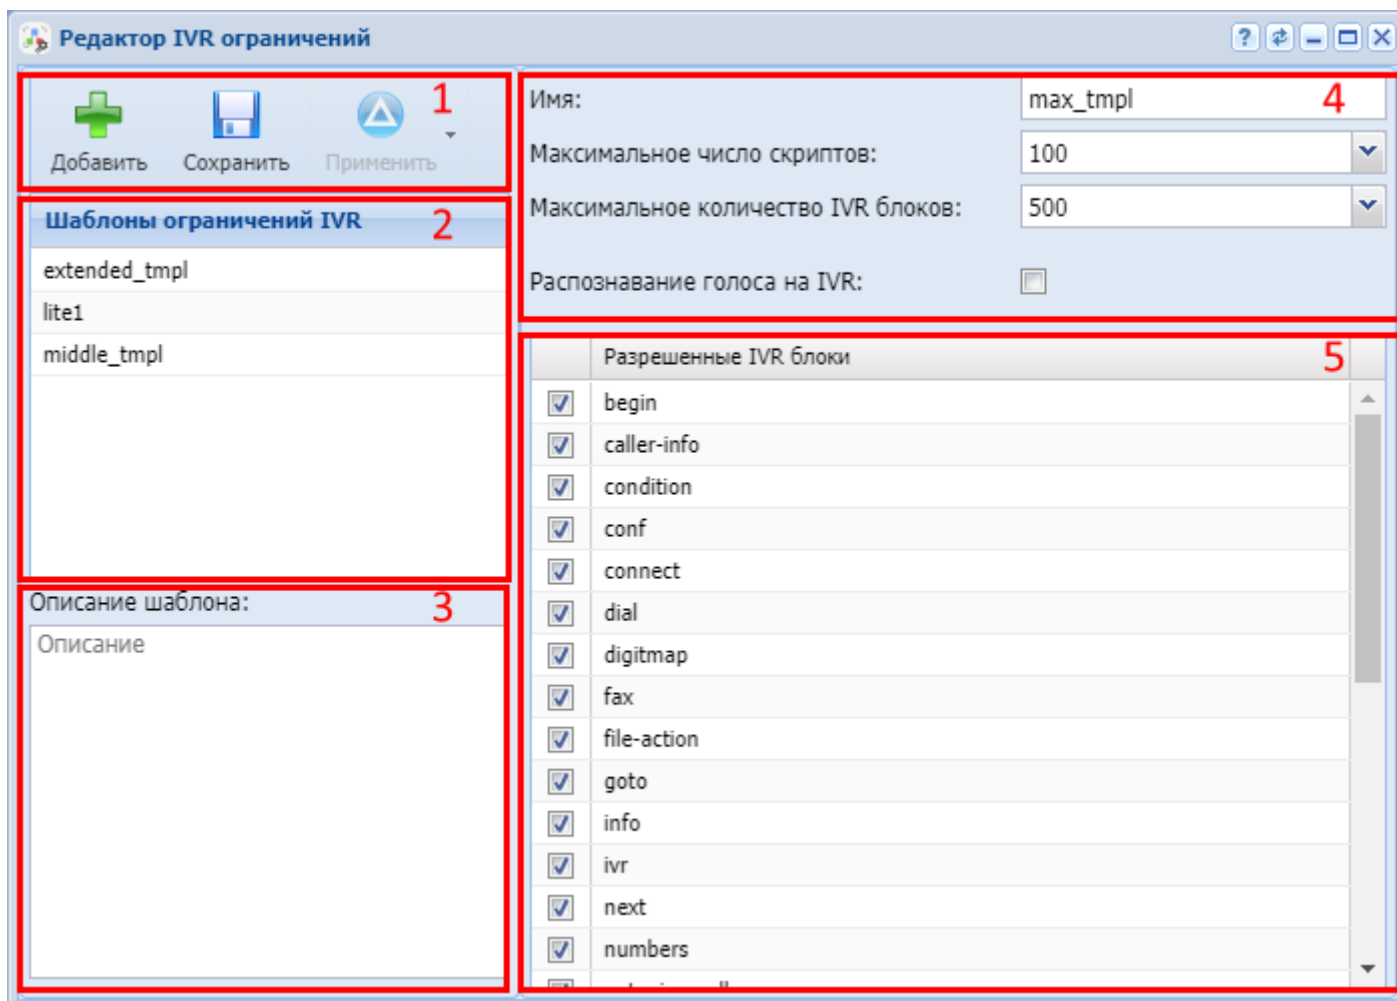 Редактор IVR ограничений
Добавить Сохранить Применить 1
Шаблоны ограничений IVR 2
extended_tmpl
lite1
middle_tmpl
Описание шаблона: 3
Описание
Имя: max_tmpl 4
Максимальное число скриптов: 100
Максимальное количество IVR блоков: 500
Распознавание голоса на IVR:
Разрешенные IVR блоки 5
begin
caller-info
condition
conf
connect
dial
digitmap
fax
file-action
goto
info
ivr
next
numbers